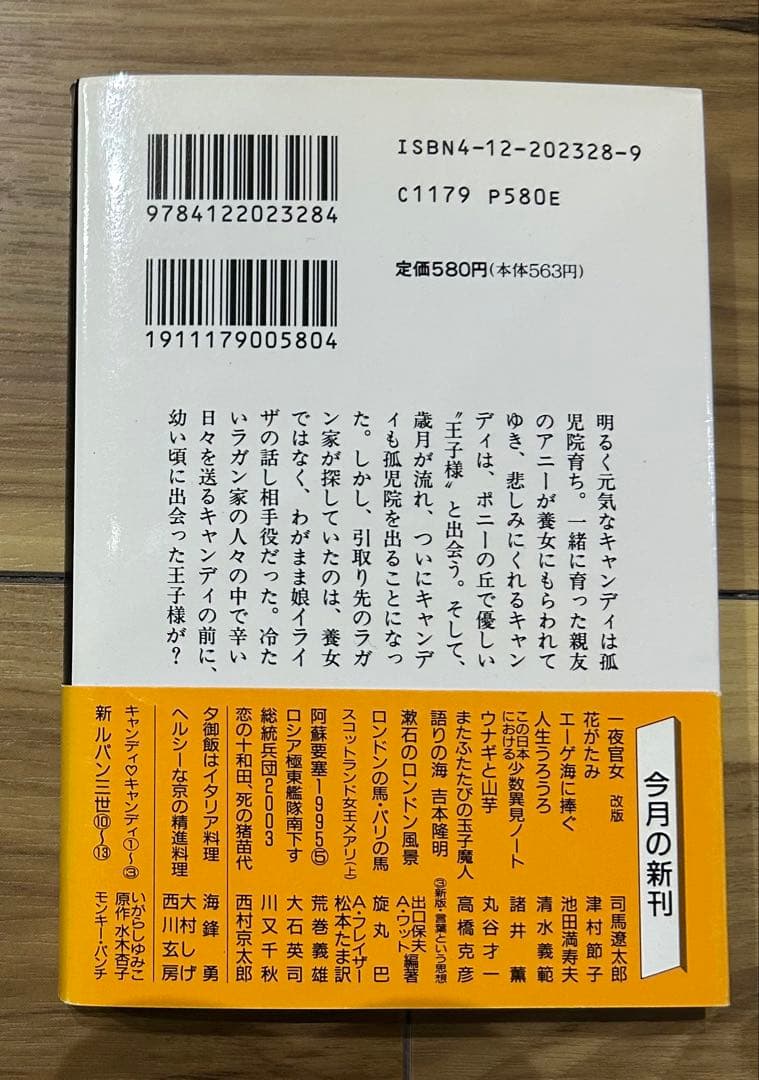 ISBN4-12-202328-9
C1179 P580E
9784122023284
定価580円(本体563円)
1911179005804
明るく元気なキャンディは孤
児院育ち。一緒に育った親友
のアニーが養女にもらわれて
ゆき、悲しみにくれるキャン
ディは、ポニーの丘で優しい
〝王子様〟と出会う。そして、
歳月が流れ、ついにキャンデ
ィも孤児院を出ることになっ
た。しかし、引取り先のラガ
ン家が探していたのは、養女
ではなく、わがまま娘イライ
ザの話し相手役だった。冷た
いラガン家の人々の中で辛い
日々を送るキャンディの前に、
幼い頃に出会った王子様が?
今月の新刊
一夜官女 改版 司馬遼太郎
花がたみ 津村節子
エーゲ海に捧ぐ 池田満寿夫
人生うろうろ 清水義範
この日本における少数異見ノート 諸井薫
ウナギと山芋 丸谷才一
またふたたびの玉子魔人 高橋克彦
語りの海 吉本隆明 ③新版・言葉という思想
漱石のロンドン風景 出口保夫 A・ワット 編著
ロンドンの馬・パリの馬 旋丸巴
スコットランド女王メアリ(上) A・フレイザー 松本たま訳
阿蘇要塞1995⑤ 荒巻義雄
ロシア極東艦隊南下す 大石英司
総統兵団2003 川又千秋
恋の十和田、死の猪苗代 西村京太郎
夕御飯はイタリア料理 海鋒勇
ヘルシーな京の精進料理 大村しげ 西川玄房
キャンディ♡キャンディ①〜③ いがらしゆみこ 原作 水木杏子
新ルパン三世⑩〜⑬ モンキー・パンチ